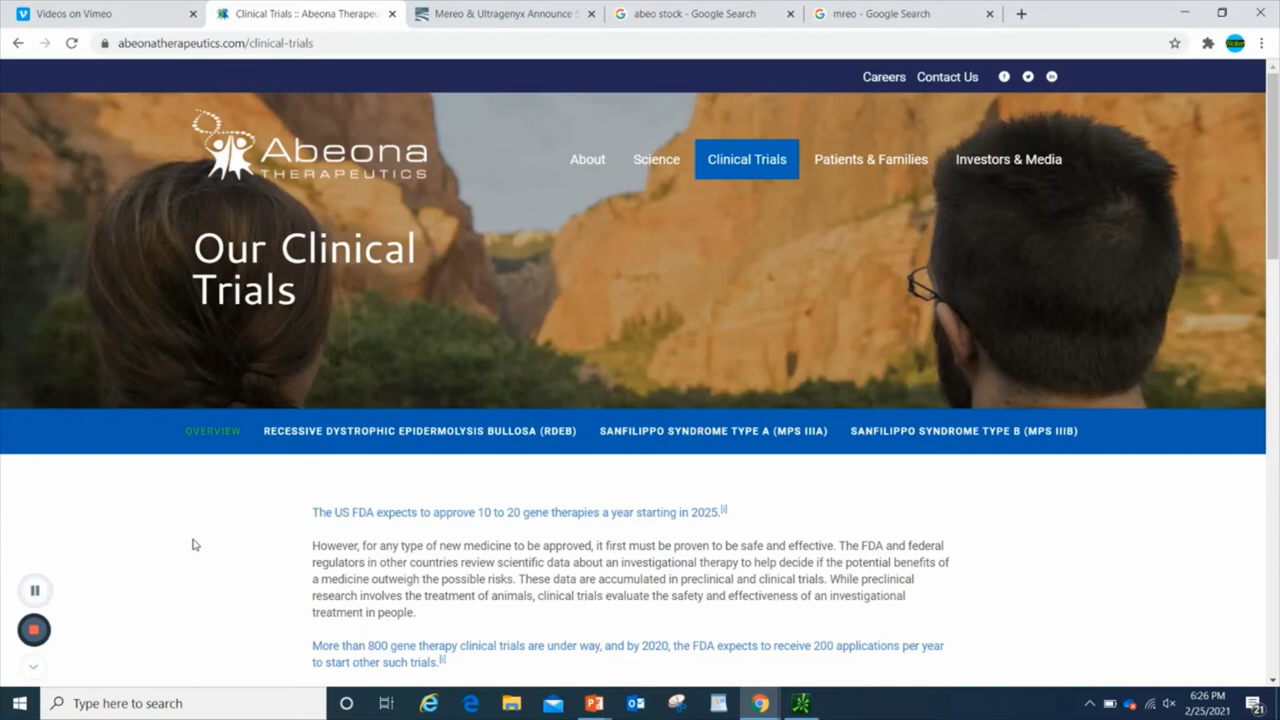 Videos on Vimeo
Clinical Trials :: Abeona Therapeu
Mereo & Ultragenyx Announce S
abeo stock - Google Search
mreo - Google Search
abeonatherapeutics.com/clinical-trials
Careers Contact Us
Abeona
THERAPEUTICS
About Science Clinical Trials Patients & Families Investors & Media
Our Clinical
Trials
OVERVIEW RECESSIVE DYSTROPHIC EPIDERMOLYSIS BULLOSA (RDEB) SANFILIPPO SYNDROME TYPE A (MPS IIIA) SANFILIPPO SYNDROME TYPE B (MPS IIIB)
The US FDA expects to approve 10 to 20 gene therapies a year starting in 2025.[i]
However, for any type of new medicine to be approved, it first must be proven to be safe and effective. The FDA and federal
regulators in other countries review scientific data about an investigational therapy to help decide if the potential benefits of
a medicine outweigh the possible risks. These data are accumulated in preclinical and clinical trials. While preclinical
research involves the treatment of animals, clinical trials evaluate the safety and effectiveness of an investigational
treatment in people.
More than 800 gene therapy clinical trials are under way, and by 2020, the FDA expects to receive 200 applications per year
to start other such trials.[i]
Type here to search
6:26 PM
2/25/2021
21